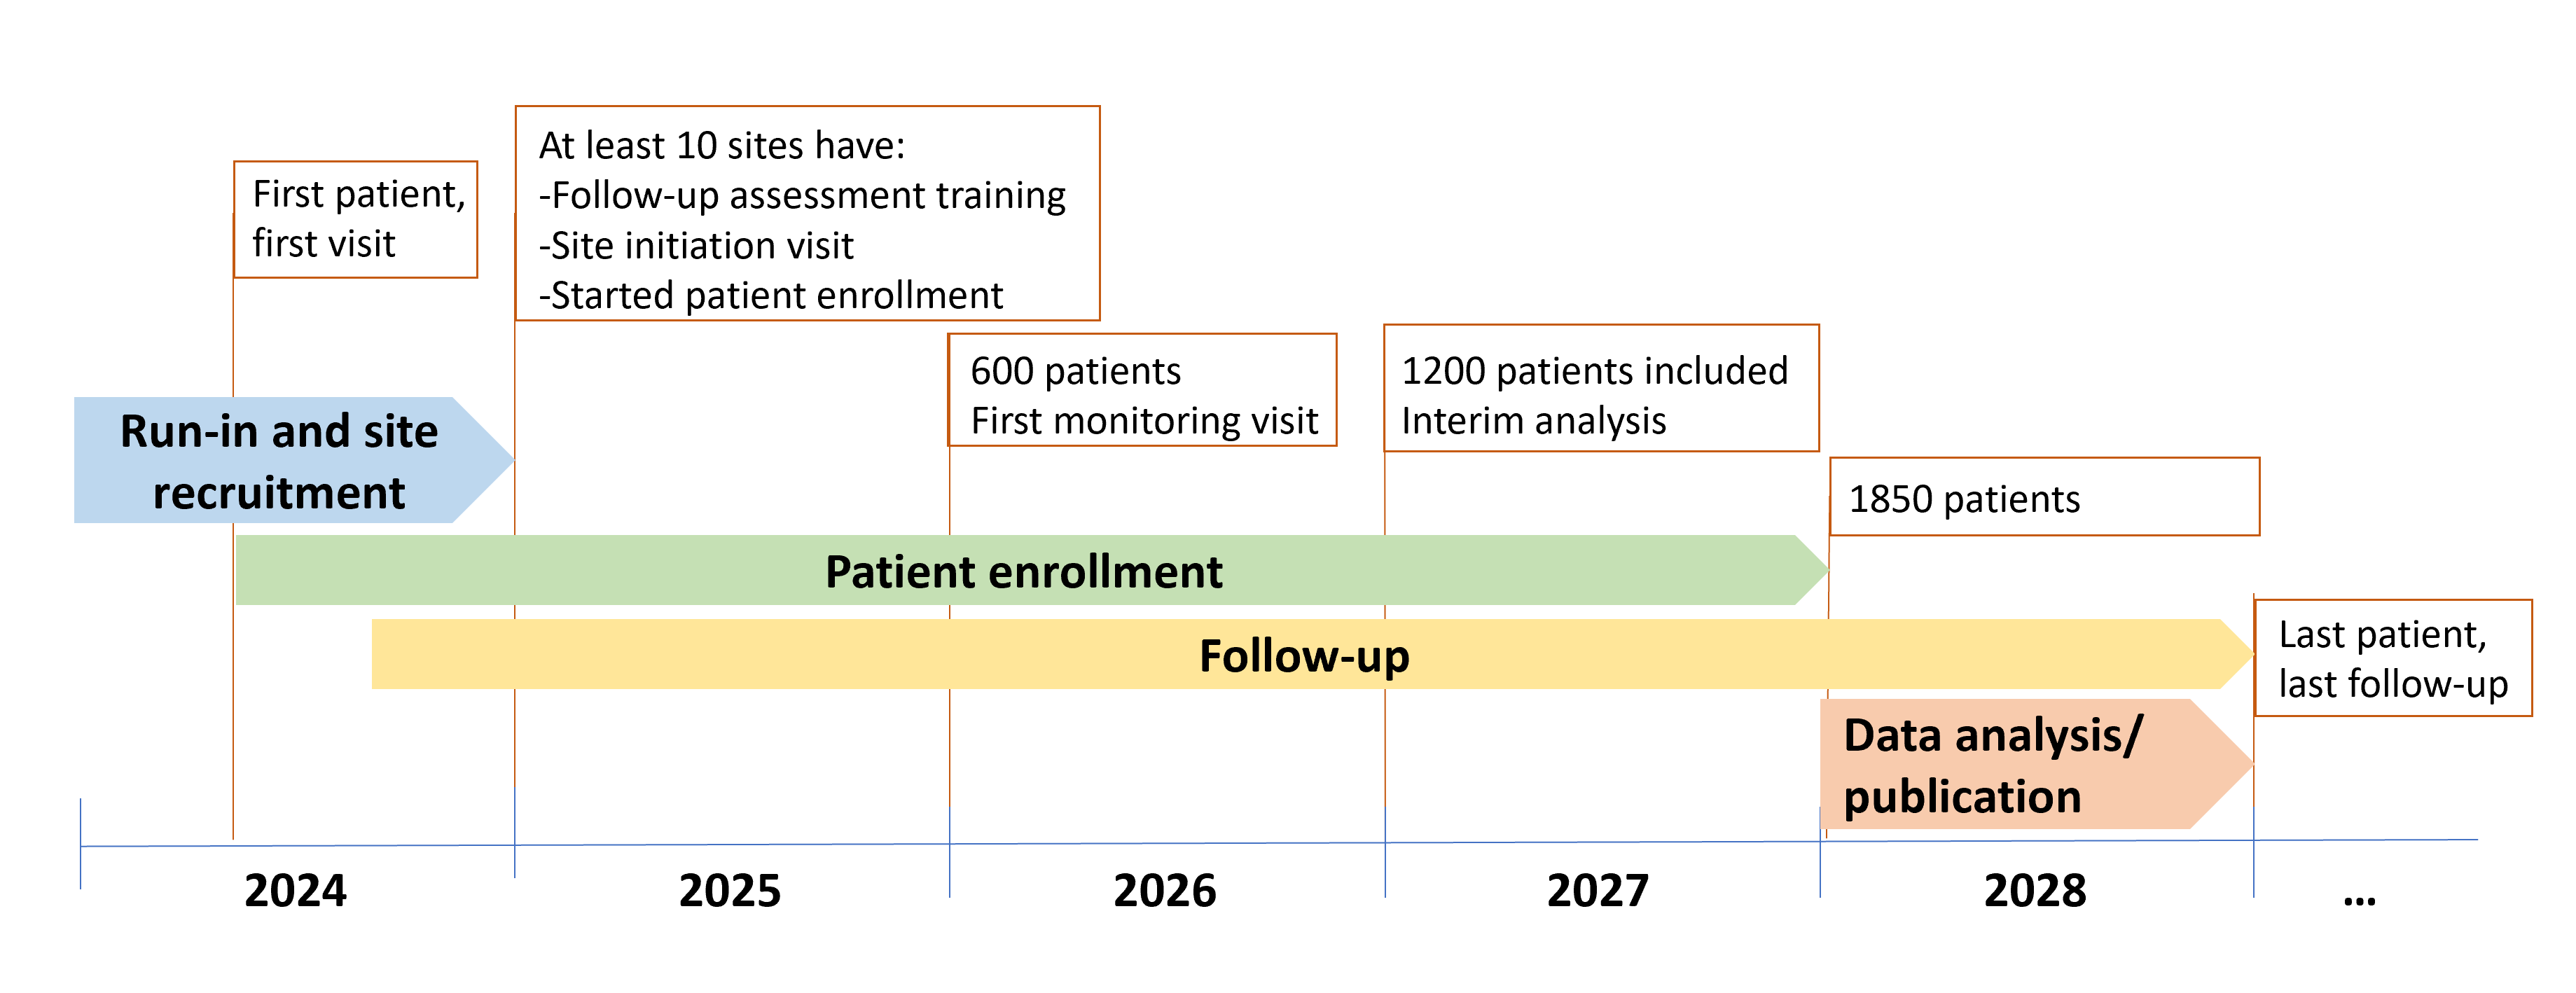 First patient,
first visit
At least 10 sites have:
-Follow-up assessment training
-Site initiation visit
-Started patient enrollment
600 patients
First monitoring visit
1200 patients included
Interim analysis
1850 patients
Run-in and site
recruitment
Patient enrollment
Follow-up
Last patient,
last follow-up
Data analysis/
publication
2024
2025
2026
2027
2028
...